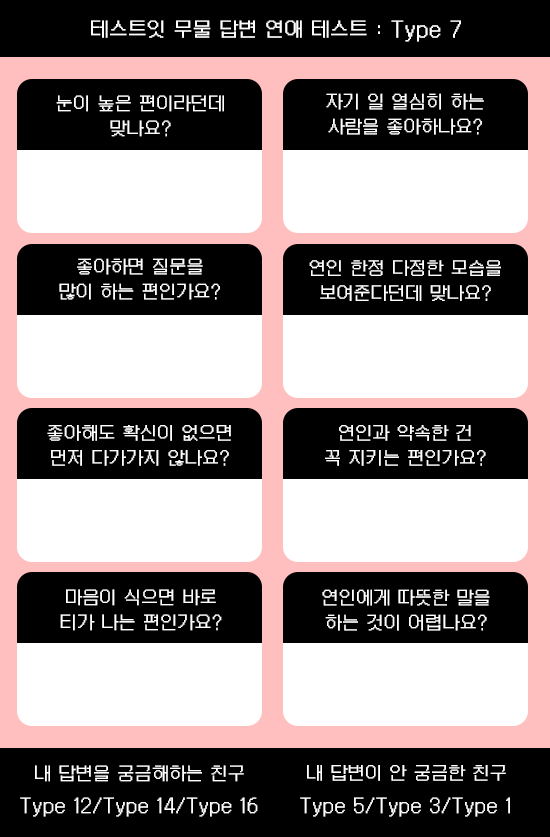 테스트잇 무물 답변 연애 테스트 : Type 7
눈이 높은 편이라던데
맞나요?
자기 일 열심히 하는
사람을 좋아하나요?
좋아하면 질문을
많이 하는 편인가요?
연인 한정 다정한 모습을
보여준다던데 맞나요?
좋아해도 확신이 없으면
먼저 다가가지 않나요?
연인과 약속한 건
꼭 지키는 편인가요?
마음이 식으면 바로
티가 나는 편인가요?
연인에게 따뜻한 말을
하는 것이 어렵나요?
내 답변을 궁금해하는 친구
Type 12/Type 14/Type 16
내 답변이 안 궁금한 친구
Type 5/Type 3/Type 1